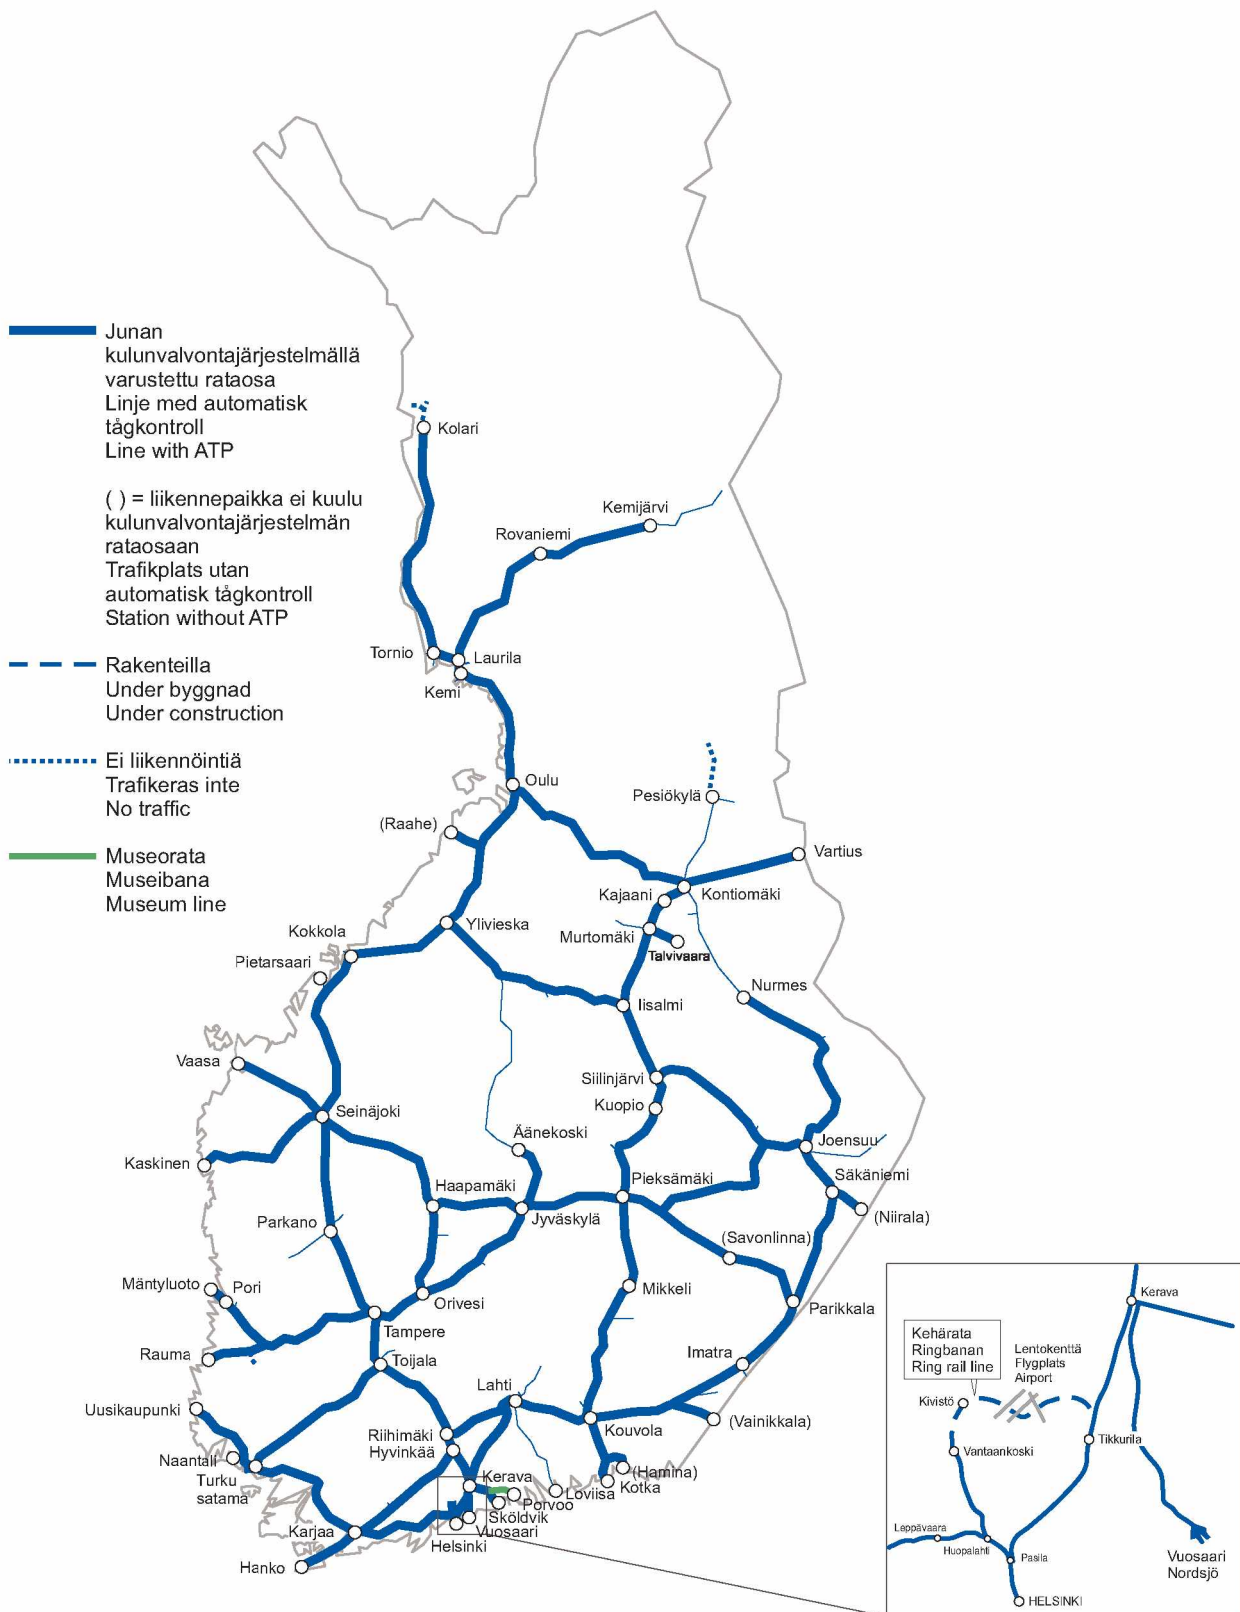 Junan
kulunvalvontajärjestelmällä
varustettu rataosa
Linje med automatisk
tågkontroll
Line with ATP
( ) = liikennepaikka ei kuulu
kulunvalvontajärjestelmän
rataosaan
Trafikplats utan
automatisk tågkontroll
Station without ATP
Rakenteilla
Under byggnad
Under construction
Ei liikennöintiä
Trafikeras inte
No traffic
Museorata
Museibana
Museum line
Kolari
Kemijärvi
Rovaniemi
Tornio
Laurila
Kemi
Oulu
Pesiökylä
(Raahe)
Vartius
Kajaani
Kontiomäki
Ylivieska
Murtomäki
Talvivaara
Kokkola
Pietarsaari
Nurmes
Iisalmi
Vaasa
Siilinjärvi
Kuopio
Seinäjoki
Äänekoski
Joensuu
Kaskinen
Säkäniemi
Haapamäki
Pieksämäki
Jyväskylä
(Niirala)
Parkano
(Savonlinna)
Mäntyluoto
Pori
Mikkeli
Orivesi
Parikkala
Tampere
Rauma
Toijala
Imatra
Lahti
Uusikaupunki
Riihimäki
Kouvola
(Vainikkala)
Hyvinkää
Naantali
Turku
satama
Kerava
(Hamina)
Loviisa
Kotka
Porvoo
Sköldvik
Karjaa
Vuosaari
Helsinki
Hanko
Kerava
Kehärata
Ringbanan
Ring rail line
Lentokenttä
Flygplats
Airport
Kivistö
Tikkurila
Vantaankoski
Leppävaara
Huopalahti
Pasila
Vuosaari
Nordsjö
HELSINKI